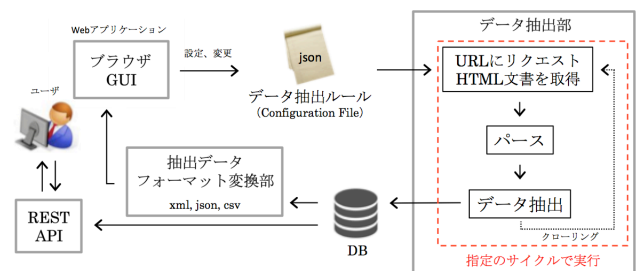 Webアプリケーション
ブラウザ
GUI
ユーザ
設定、変更
json
データ抽出ルール
(Configuration File)
データ抽出部
URLにリクエスト
HTML文書を取得
パース
データ抽出
クローリング
指定のサイクルで実行
抽出データ
フォーマット変換部
xml, json, csv
DB
REST
API